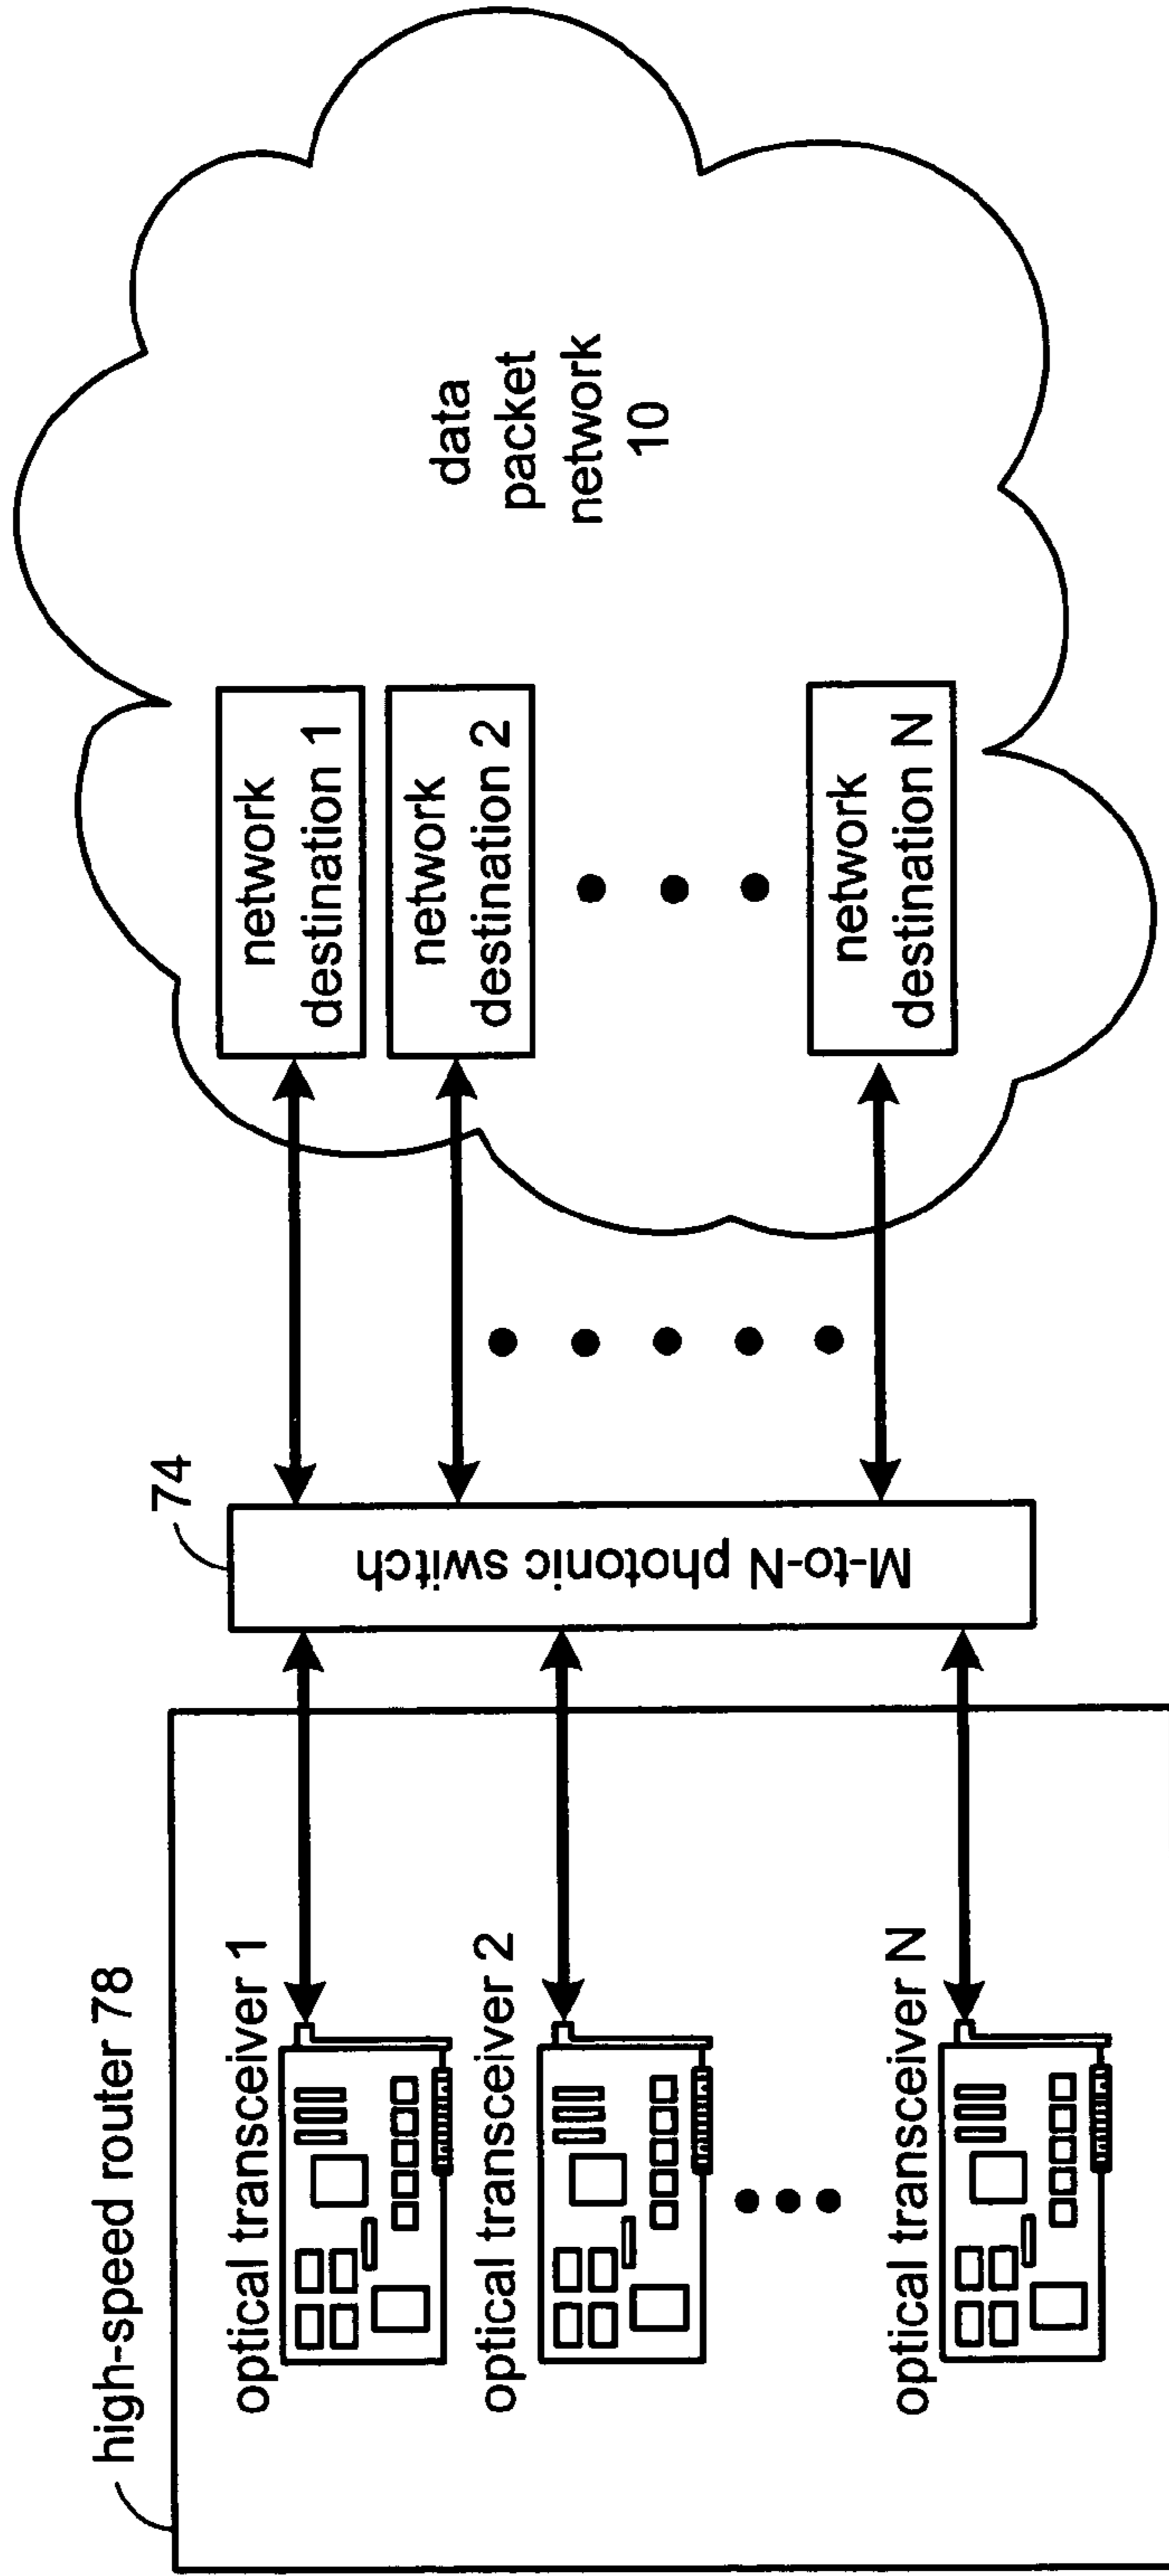 high-speed router 78
optical transceiver 1
optical transceiver 2
optical transceiver N
74
M-to-N photonic switch
network
destination 1
network
destination 2
network
destination N
data
packet
network
10